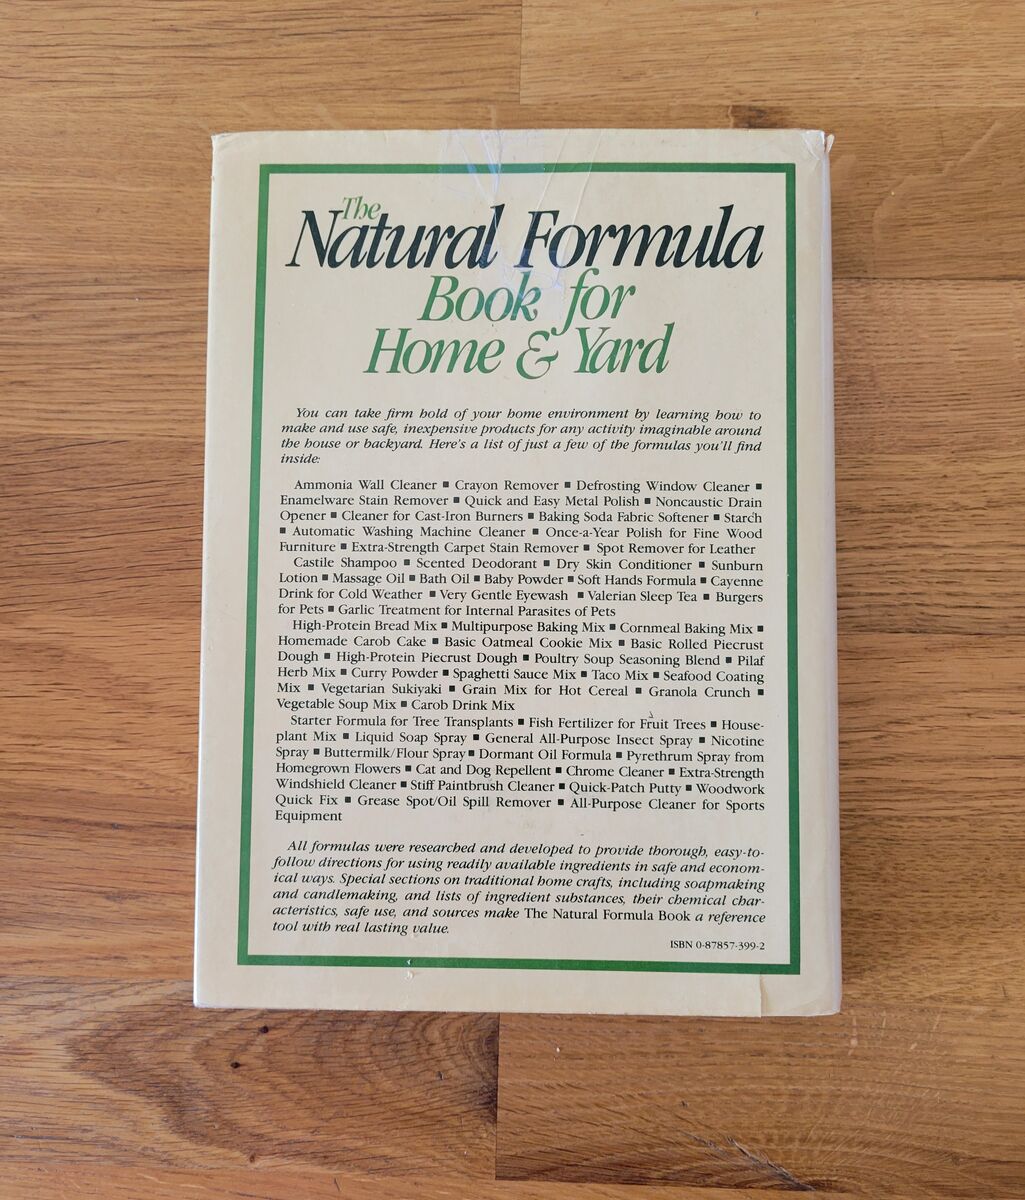 The
Natural Formula
Book for
Home & Yard
You can take firm hold of your home environment by learning how to
make and use safe, inexpensive products for any activity imaginable around
the house or backyard. Here's a list of just a few of the formulas you'll find
inside:
Ammonia Wall Cleaner ■ Crayon Remover ■ Defrosting Window Cleaner ■
Enamelware Stain Remover ■ Quick and Easy Metal Polish ■ Noncaustic Drain
Opener ■ Cleaner for Cast-Iron Burners ■ Baking Soda Fabric Softener ■ Starch
■ Automatic Washing Machine Cleaner ■ Once-a-Year Polish for Fine Wood
Furniture ■ Extra-Strength Carpet Stain Remover ■ Spot Remover for Leather
Castile Shampoo ■ Scented Deodorant ■ Dry Skin Conditioner ■ Sunburn
Lotion ■ Massage Oil ■ Bath Oil ■ Baby Powder ■ Soft Hands Formula ■ Cayenne
Drink for Cold Weather ■ Very Gentle Eyewash ■ Valerian Sleep Tea ■ Burgers
for Pets ■ Garlic Treatment for Internal Parasites of Pets
High-Protein Bread Mix ■ Multipurpose Baking Mix ■ Cornmeal Baking Mix ■
Homemade Carob Cake ■ Basic Oatmeal Cookie Mix ■ Basic Rolled Piecrust
Dough ■ High-Protein Piecrust Dough ■ Poultry Soup Seasoning Blend ■ Pilaf
Herb Mix ■ Curry Powder ■ Spaghetti Sauce Mix ■ Taco Mix ■ Seafood Coating
Mix ■ Vegetarian Sukiyaki ■ Grain Mix for Hot Cereal ■ Granola Crunch ■
Vegetable Soup Mix ■ Carob Drink Mix
Starter Formula for Tree Transplants ■ Fish Fertilizer for Fruit Trees ■ House-
plant Mix ■ Liquid Soap Spray ■ General All-Purpose Insect Spray ■ Nicotine
Spray ■ Buttermilk/Flour Spray ■ Dormant Oil Formula ■ Pyrethrum Spray from
Homegrown Flowers ■ Cat and Dog Repellent ■ Chrome Cleaner ■ Extra-Strength
Windshield Cleaner ■ Stiff Paintbrush Cleaner ■ Quick-Patch Putty ■ Woodwork
Quick Fix ■ Grease Spot/Oil Spill Remover ■ All-Purpose Cleaner for Sports
Equipment
All formulas were researched and developed to provide thorough, easy-to-
follow directions for using readily available ingredients in safe and econom-
ical ways. Special sections on traditional home crafts, including soapmaking
and candlemaking, and lists of ingredient substances, their chemical char-
acteristics, safe use, and sources make The Natural Formula Book a reference
tool with real lasting value.
ISBN 0-87857-399-2